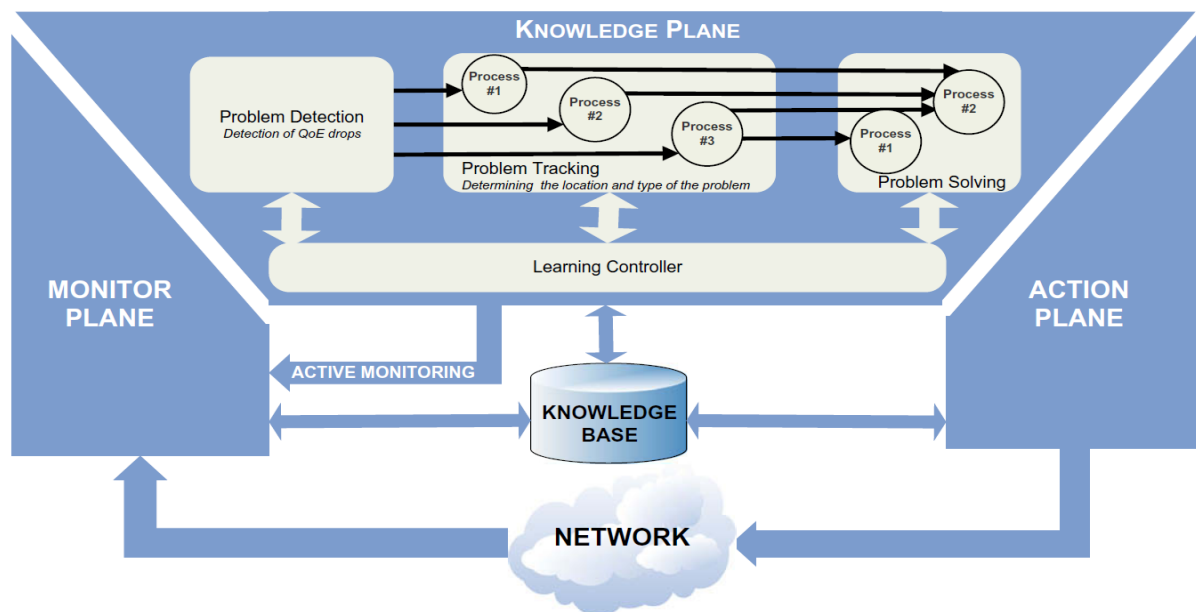 KNOWLEDGE PLANE
Problem Detection
Detection of QoE drops
Process
#1
Process
#2
Process
#3
Problem Tracking
Determining the location and type of the problem
Process
#2
Process
#1
Problem Solving
Learning Controller
MONITOR
PLANE
ACTION
PLANE
ACTIVE MONITORING
KNOWLEDGE
BASE
NETWORK